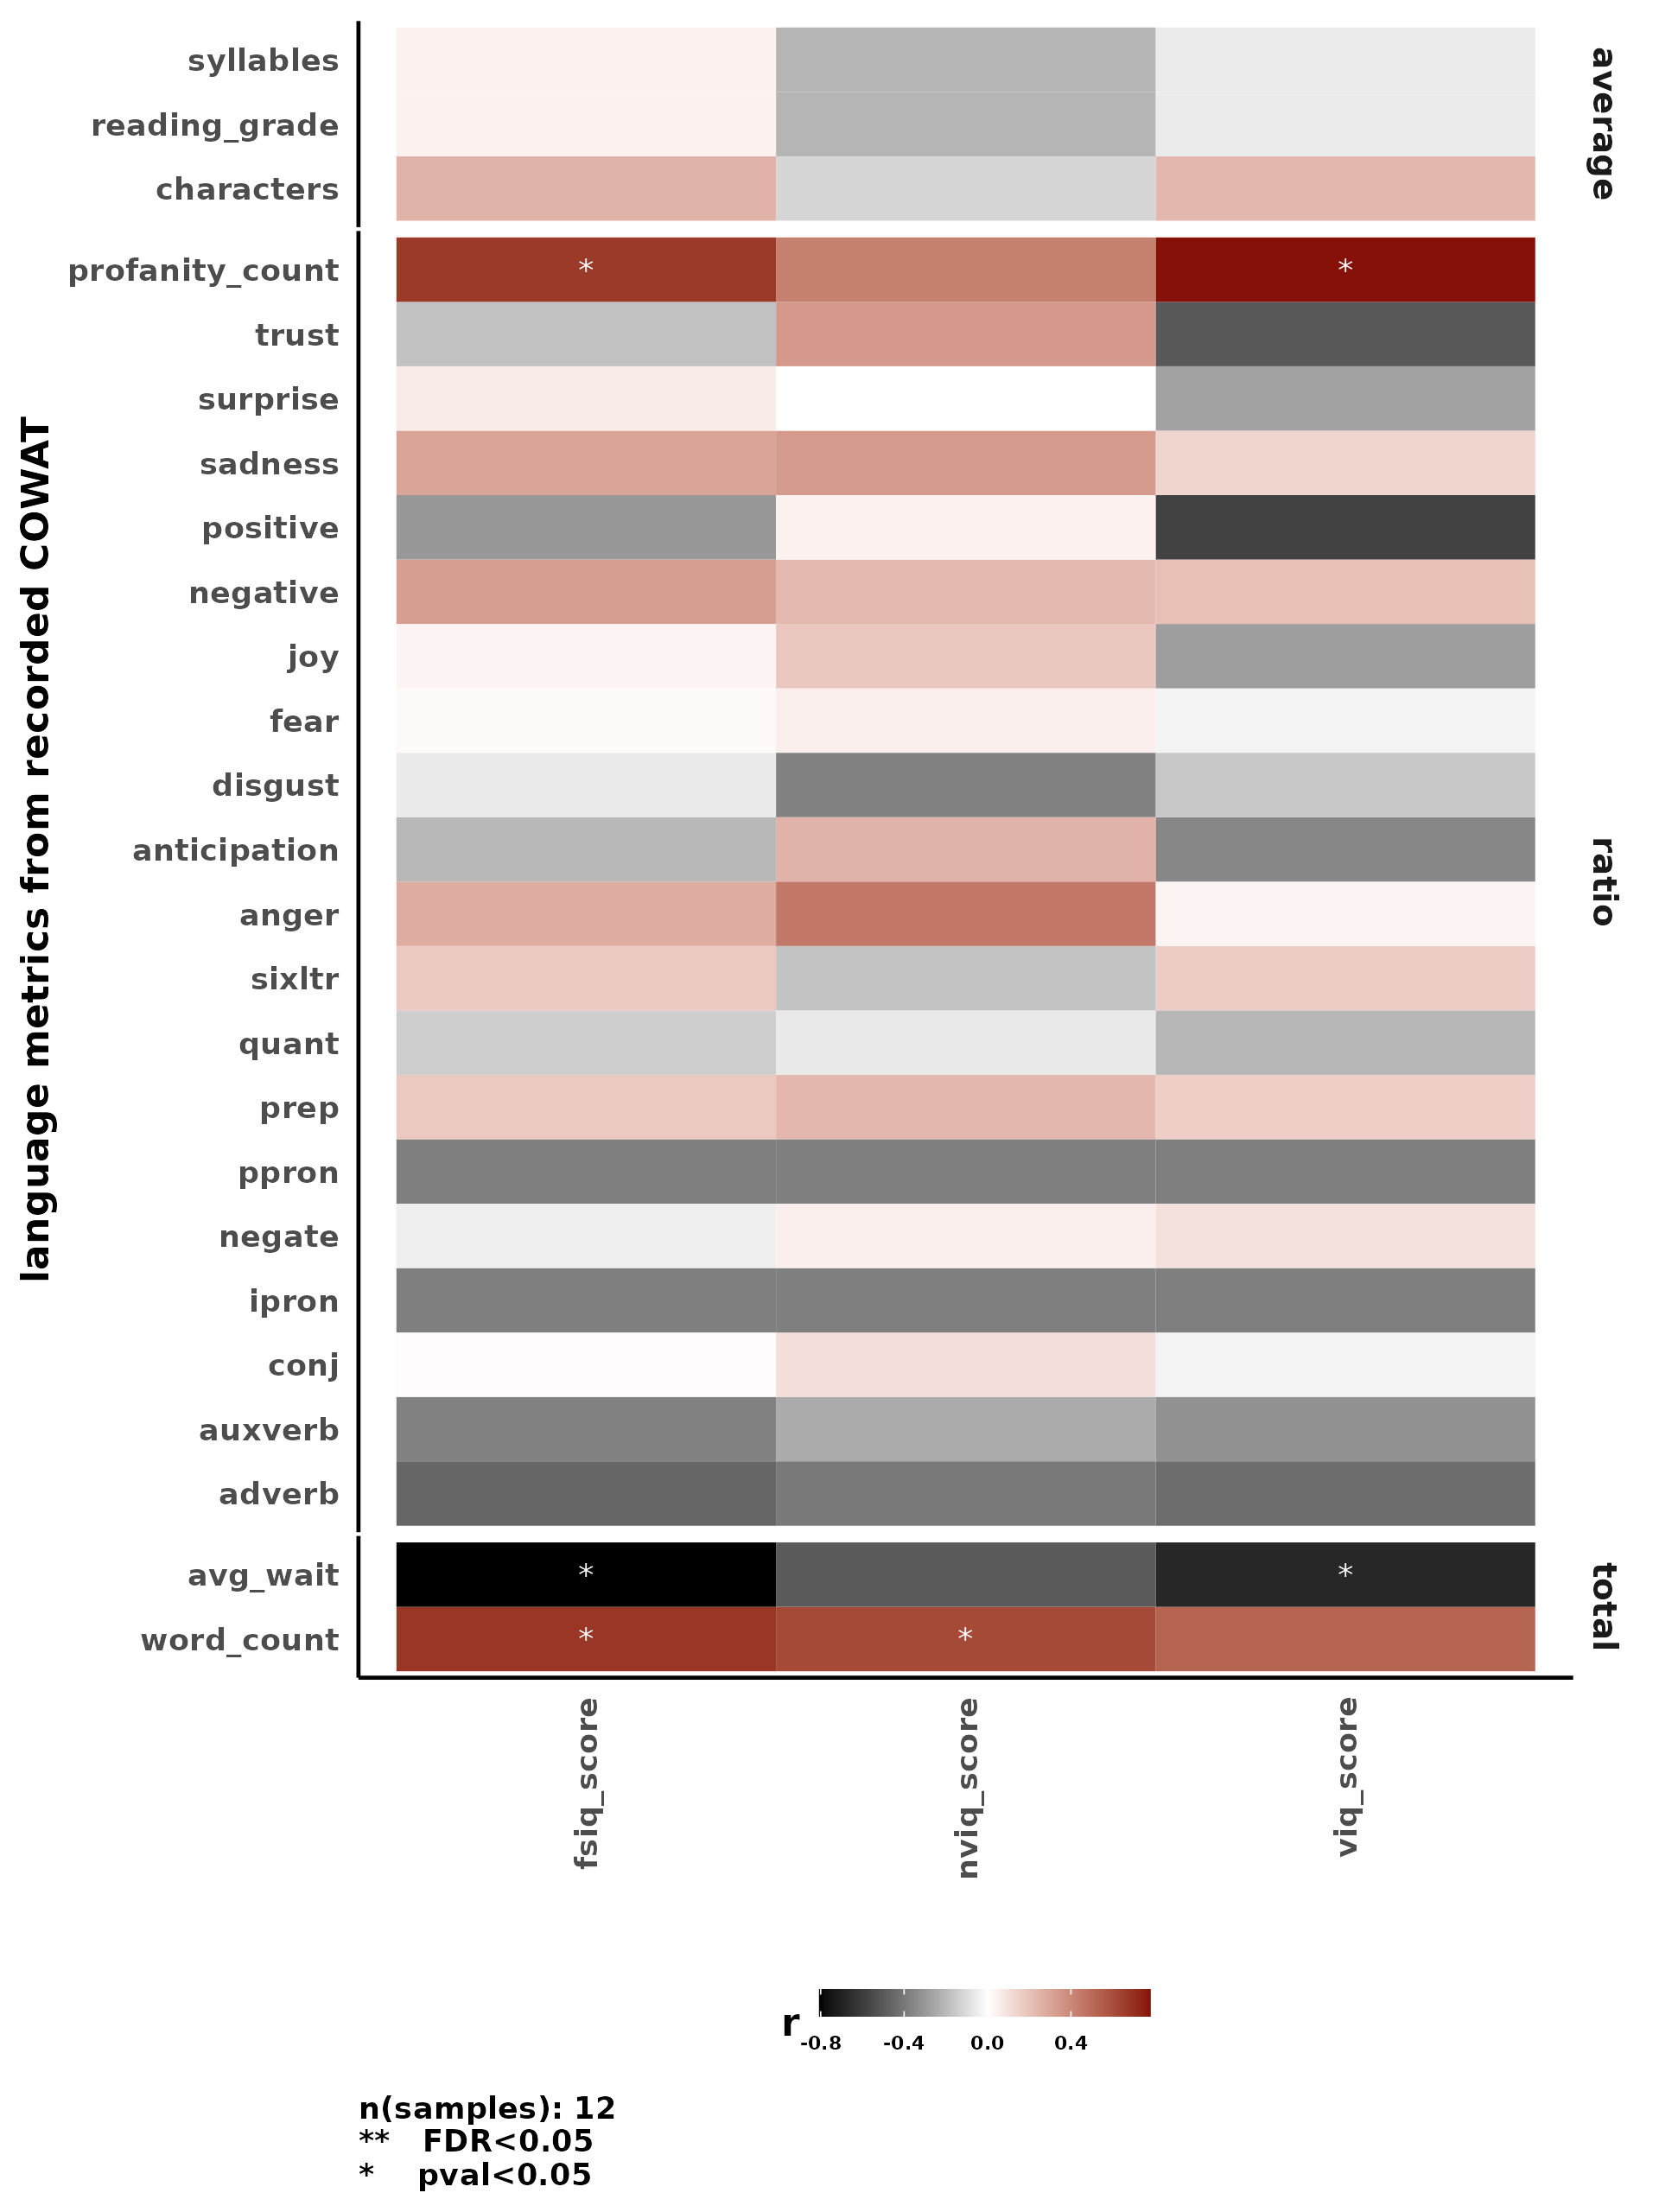 language metrics from recorded COWAT
syllables
reading_grade
characters
average
profanity_count
*
*
trust
surprise
sadness
positive
negative
joy
fear
disgust
anticipation
anger
sixltr
quant
prep
ppron
negate
ipron
conj
auxverb
adverb
ratio
avg_wait
*
*
word_count
*
*
total
fsiq_score
nviq_score
viq_score
r
-0.8 -0.4 0.0 0.4
n(samples): 12
** FDR<0.05
* pval<0.05